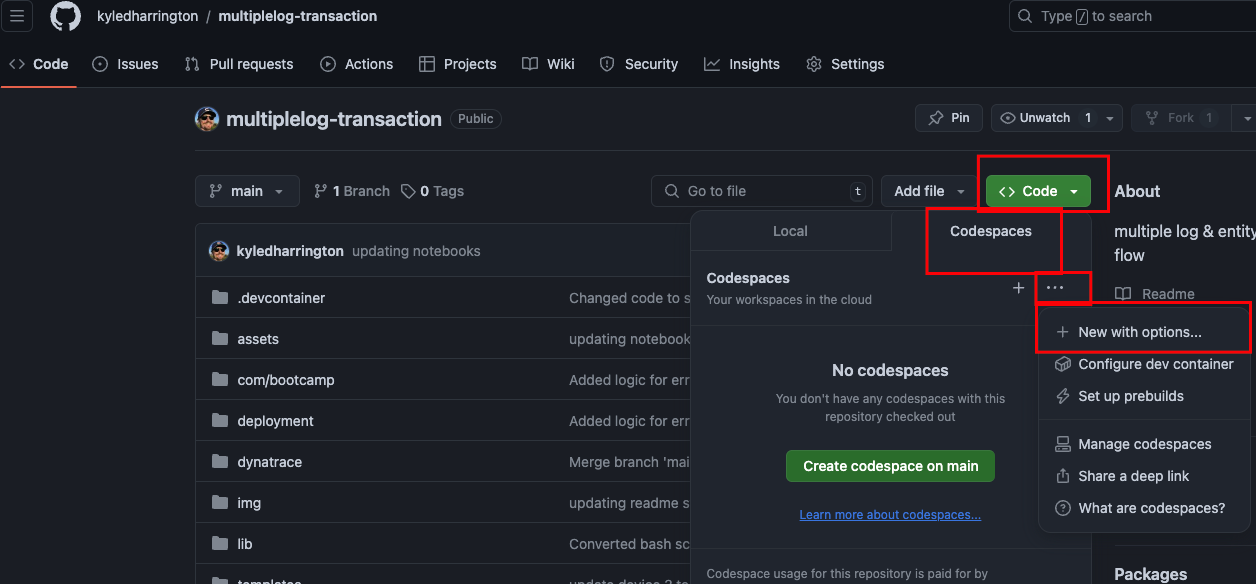 kyledharrington / multiplelog-transaction
Type / to search
Code Issues Pull requests Actions Projects Wiki Security Insights Settings
multiplelog-transaction Public
Pin Unwatch 1 Fork 1
main 1 Branch 0 Tags
Go to file t Add file Code
About
multiple log & entity
flow
Readme
Packages
kyledharrington updating notebooks
.devcontainer Changed code to s
assets updating notebook
com/bootcamp Added logic for err
deployment Added logic for err
dynatrace Merge branch 'mai
img updating readme s
lib Converted bash sc
templates update device 2 to
Local Codespaces
Codespaces
Your workspaces in the cloud
No codespaces
You don't have any codespaces with this
repository checked out
Create codespace on main
Learn more about codespaces...
Codespace usage for this repository is paid for by
New with options...
Configure dev container
Set up prebuilds
Manage codespaces
Share a deep link
What are codespaces?